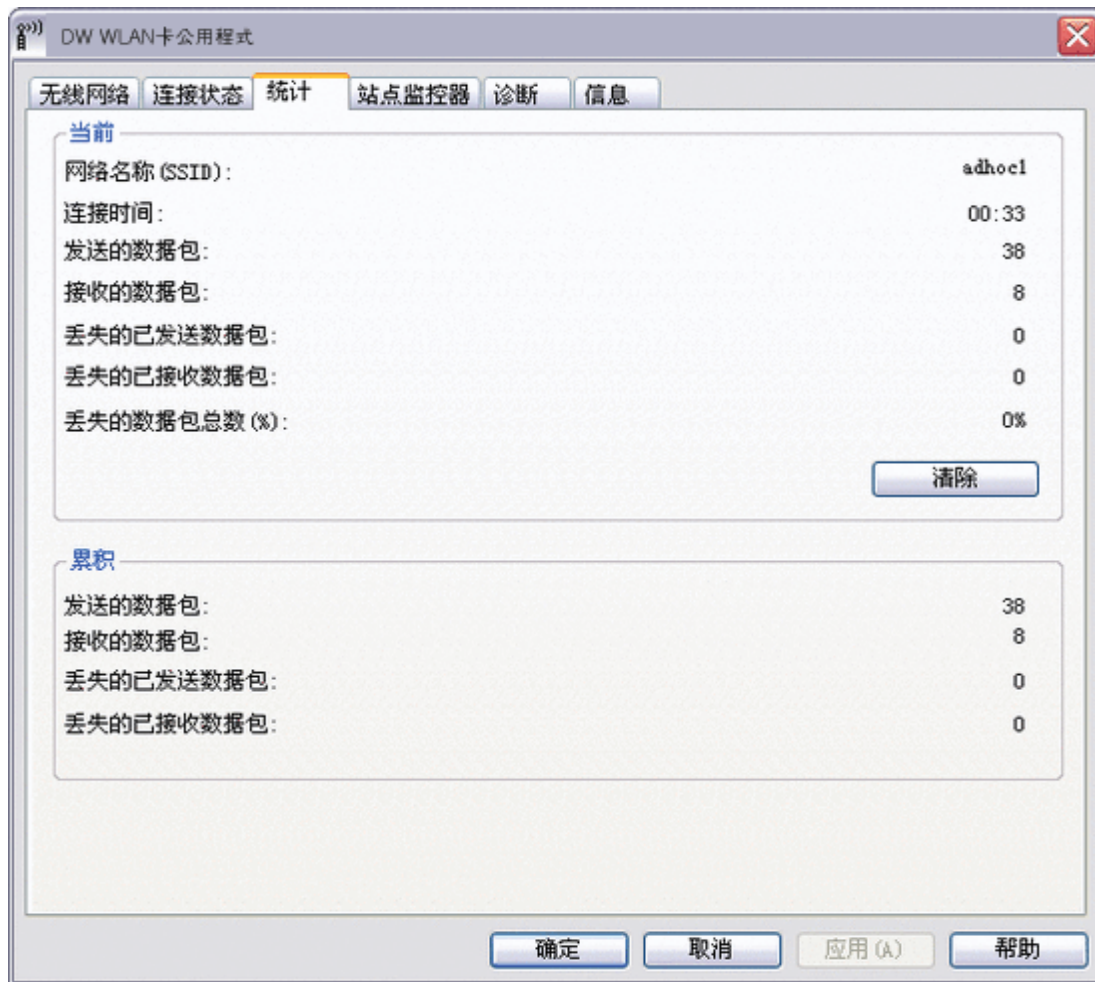 DW WLAN卡公用程式
无线网络 连接状态 统计 站点监控器 诊断 信息
当前
网络名称(SSID): adhoc1
连接时间: 00:33
发送的数据包: 38
接收的数据包: 8
丢失的已发送数据包: 0
丢失的已接收数据包: 0
丢失的数据包总数(%): 0%
清除
累积
发送的数据包: 38
接收的数据包: 8
丢失的已发送数据包: 0
丢失的已接收数据包: 0
确定 取消 应用(A) 帮助